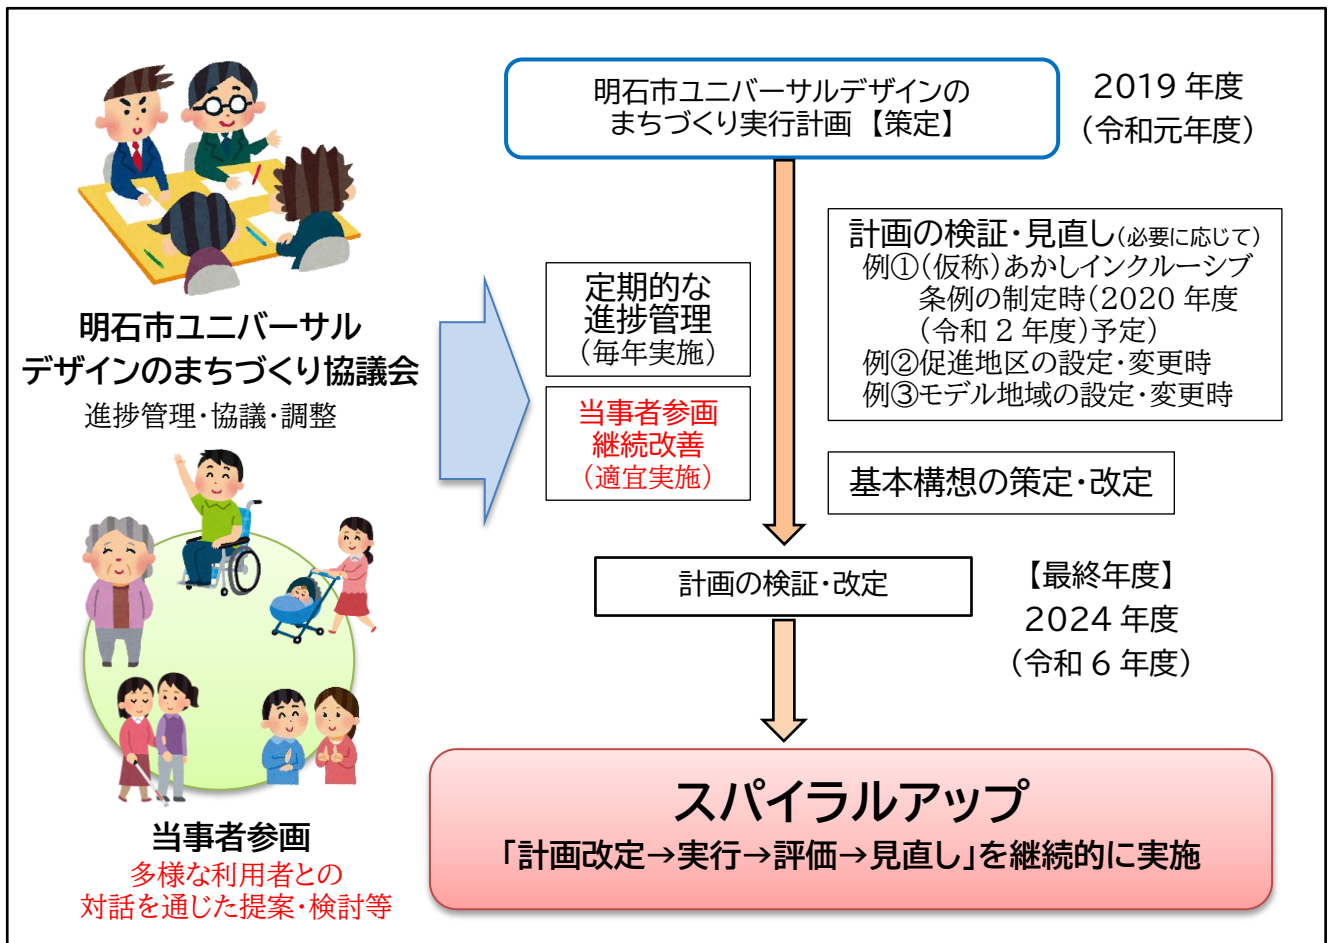 明石市ユニバーサルデザインの
まちづくり実行計画【策定】
2019年度
(令和元年度)
計画の検証・見直し(必要に応じて)
例①(仮称)あかしインクルーシブ
条例の制定時(2020年度
(令和2年度)予定)
例②促進地区の設定・変更時
例③モデル地域の設定・変更時
定期的な
進捗管理
(毎年実施)
明石市ユニバーサル
デザインのまちづくり協議会
進捗管理・協議・調整
当事者参画
継続改善
(適宜実施)
基本構想の策定・改定
計画の検証・改定
【最終年度】
2024年度
(令和6年度)
スパイラルアップ
「計画改定→実行→評価→見直し」を継続的に実施
当事者参画
多様な利用者との
対話を通じた提案・検討等